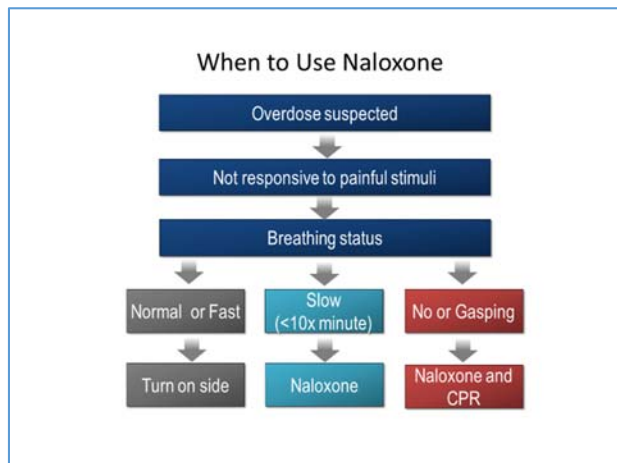 When to Use Naloxone
Overdose suspected
Not responsive to painful stimuli
Breathing status
Normal or Fast
Slow
(<10x minute)
No or Gasping
Turn on side
Naloxone
Naloxone and
CPR